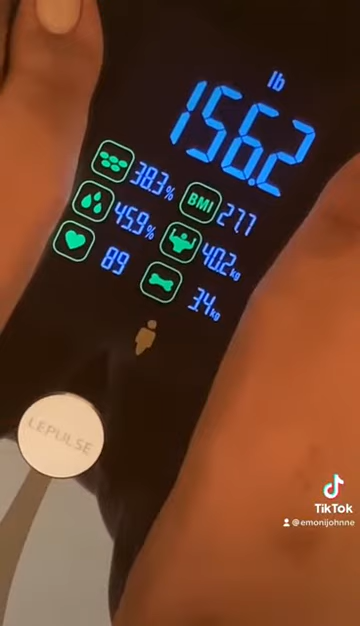 lb
156.2
38.3%
BMI 27.7
45.9%
40.2kg
89
3.4kg
LEPULSE
TikTok
@emonijohnne